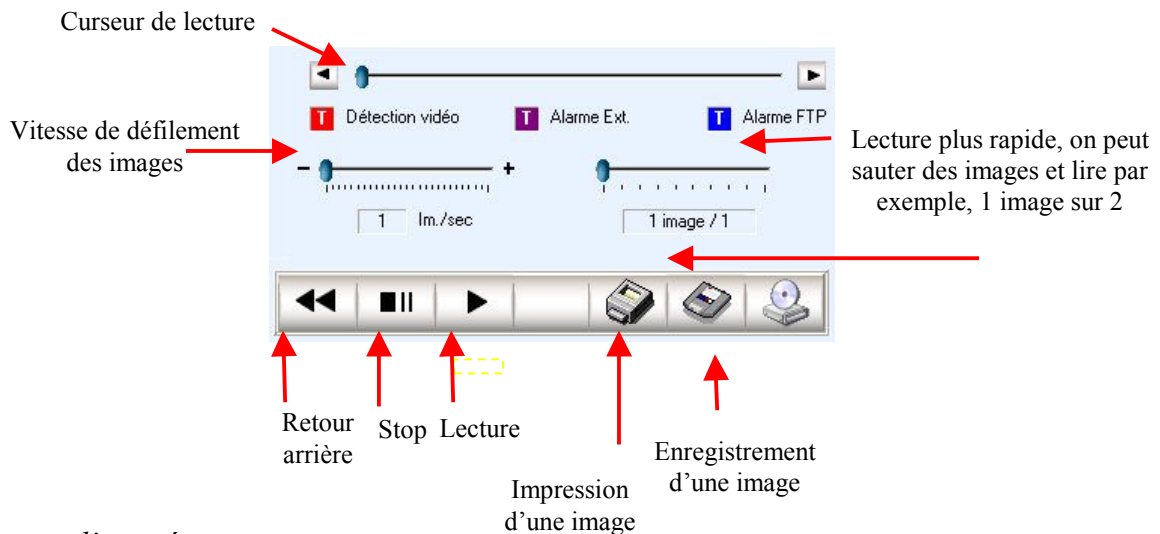 Curseur de lecture
T Détection vidéo T Alarme Ext. T Alarme FTP
Vitesse de défilement
des images
Lecture plus rapide, on peut
sauter des images et lire par
exemple, 1 image sur 2
- +
1 Im./sec 1 image / 1
Retour
arrière
Stop
Lecture
Impression
d’une image
Enregistrement
d’une image